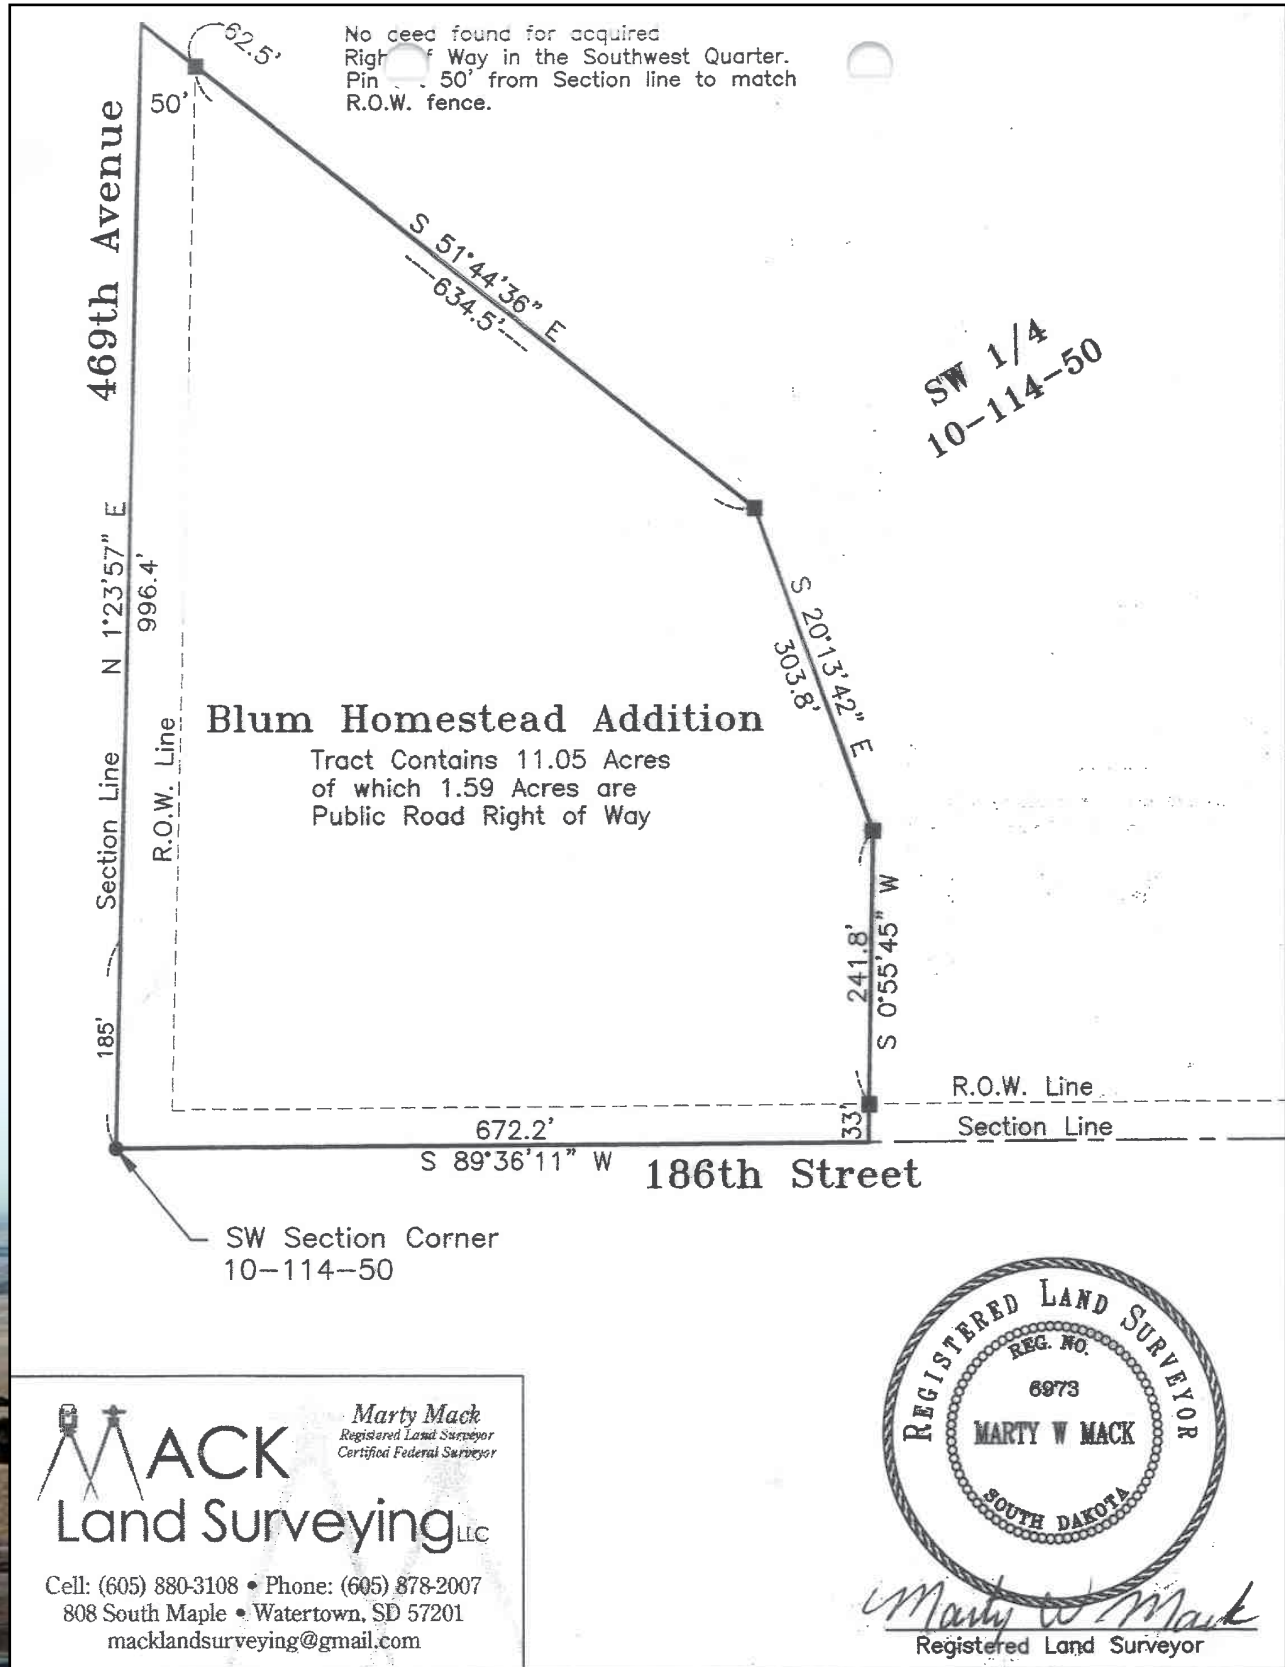 No deed found for acquired
Way in the Southwest Quarter.
Pin 50' from Section line to match
R.O.W. fence.
62.5'
50'
469th Avenue
S 51°44'36" E
634.5'
SW 1/4
10-114-50
N 1°23'57" E
996.4'
Section Line
R.O.W. Line
185'
S 20°13'42" E
303.8'
Blum Homestead Addition
Tract Contains 11.05 Acres
of which 1.59 Acres are
Public Road Right of Way
241.8'
S 0°55'45" W
R.O.W. Line
33'
Section Line
672.2'
S 89°36'11" W
186th Street
SW Section Corner
10-114-50
REGISTERED LAND SURVEYOR
REG. NO.
6973
MARTY W MACK
SOUTH DAKOTA
Marty W Mack
Registered Land Surveyor
MACK
Land Surveying LLC
Marty Mack
Registered Land Surveyor
Certified Federal Surveyor
Cell: (605) 880-3108 • Phone: (605) 878-2007
808 South Maple • Watertown, SD 57201
macklandsurveying@gmail.com